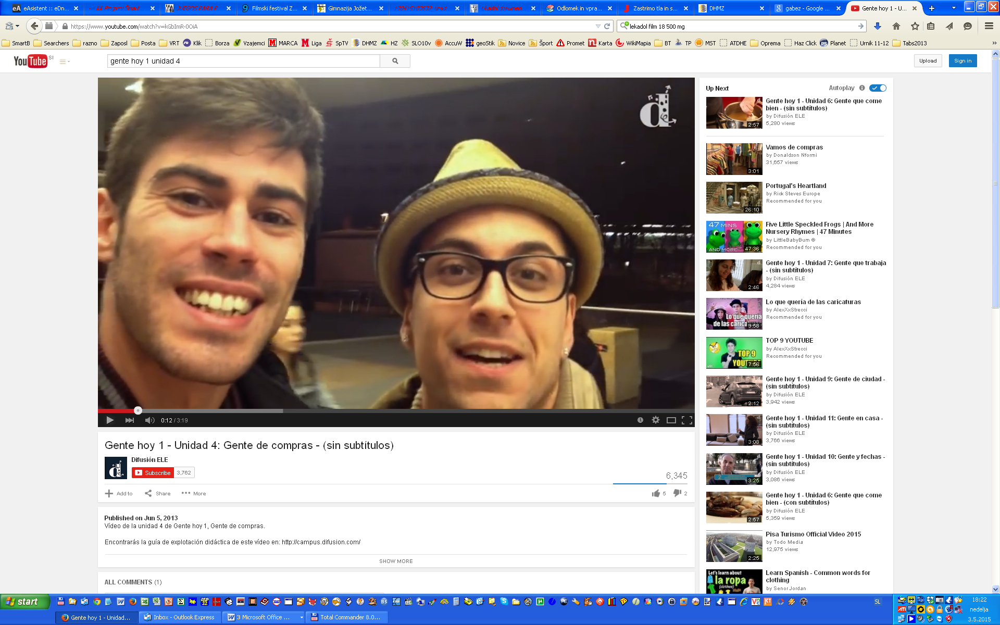 eAsistent :: eDn...
Filmski festival Z...
Gimnazija Jožet...
Odlomek in vpra...
Zastrimo tla in s...
DHMZ
gabez - Google ...
Gente hoy 1 - U...
https://www.youtube.com/watch?v=kGbImR-0OiA
lekadol film 18 500 mg
SmartB
Searchers
razno
Zaposl
Posta
VRT
Klik
Borza
Vzajemci
MARCA
Liga
SpTV
DHMZ
HZ
SLO10v
AccuW
geoStik
Novice
Šport
Promet
Karta
WikiMapia
BT
TP
MST
ATDHE
Oprema
Haz Click
Planet
Urnik 11-12
Tabs2013
YouTube SI
gente hoy 1 unidad 4
Upload
Sign in
0:12 / 3:19
Gente hoy 1 - Unidad 4: Gente de compras - (sin subtítulos)
Difusión ELE
Subscribe 3,762
6,345
Add to
Share
More
5
2
Published on Jun 5, 2013
Vídeo de la unidad 4 de Gente hoy 1, Gente de compras.
Encontrarás la guía de explotación didáctica de este vídeo en: http://campus.difusion.com/
SHOW MORE
ALL COMMENTS (1)
Up Next
Autoplay
Gente hoy 1 - Unidad 6: Gente que come
bien - (sin subtítulos)
by Difusión ELE
5,280 views
2:57
Vamos de compras
by Donaldson Nformi
31,657 views
3:01
Portugal's Heartland
by Rick Steves Europe
Recommended for you
26:10
47 MINS
AND MORE
47:36
Five Little Speckled Frogs | And More
Nursery Rhymes | 47 Minutes
by LittleBabyBum ®
Recommended for you
Gente hoy 1 - Unidad 7: Gente que trabaja
- (sin subtítulos)
by Difusión ELE
4,284 views
2:46
Lo que quería de las caricaturas
by AlexXxStrecci
Recommended for you
Lo que quería
de las carica
9:58
TOP 9 YOUTUBE
by AlexXxStrecci
Recommended for you
TOP 9
7:56
Gente hoy 1 - Unidad 9: Gente de ciudad -
(sin subtítulos)
by Difusión ELE
3,942 views
2:12
Gente hoy 1 - Unidad 11: Gente en casa -
(sin subtítulos)
by Difusión ELE
3,766 views
3:08
Gente hoy 1 - Unidad 10: Gente y fechas -
(sin subtítulos)
by Difusión ELE
3,086 views
3:25
Gente hoy 1 - Unidad 6: Gente que come
bien - (con subtítulos)
by Difusión ELE
5,359 views
2:57
Pisa Turismo Official Video 2015
by Todo Media
12,975 views
2:25
Let's learn about
la ropa
(clothes)
Learn Spanish - Common words for
clothing
by Senor Jordan
start
SL
18:22
nedelja
3.5.2015
Gente hoy 1 - Unidad...
Inbox - Outlook Express
3 Microsoft Office ...
Total Commander 8.0...